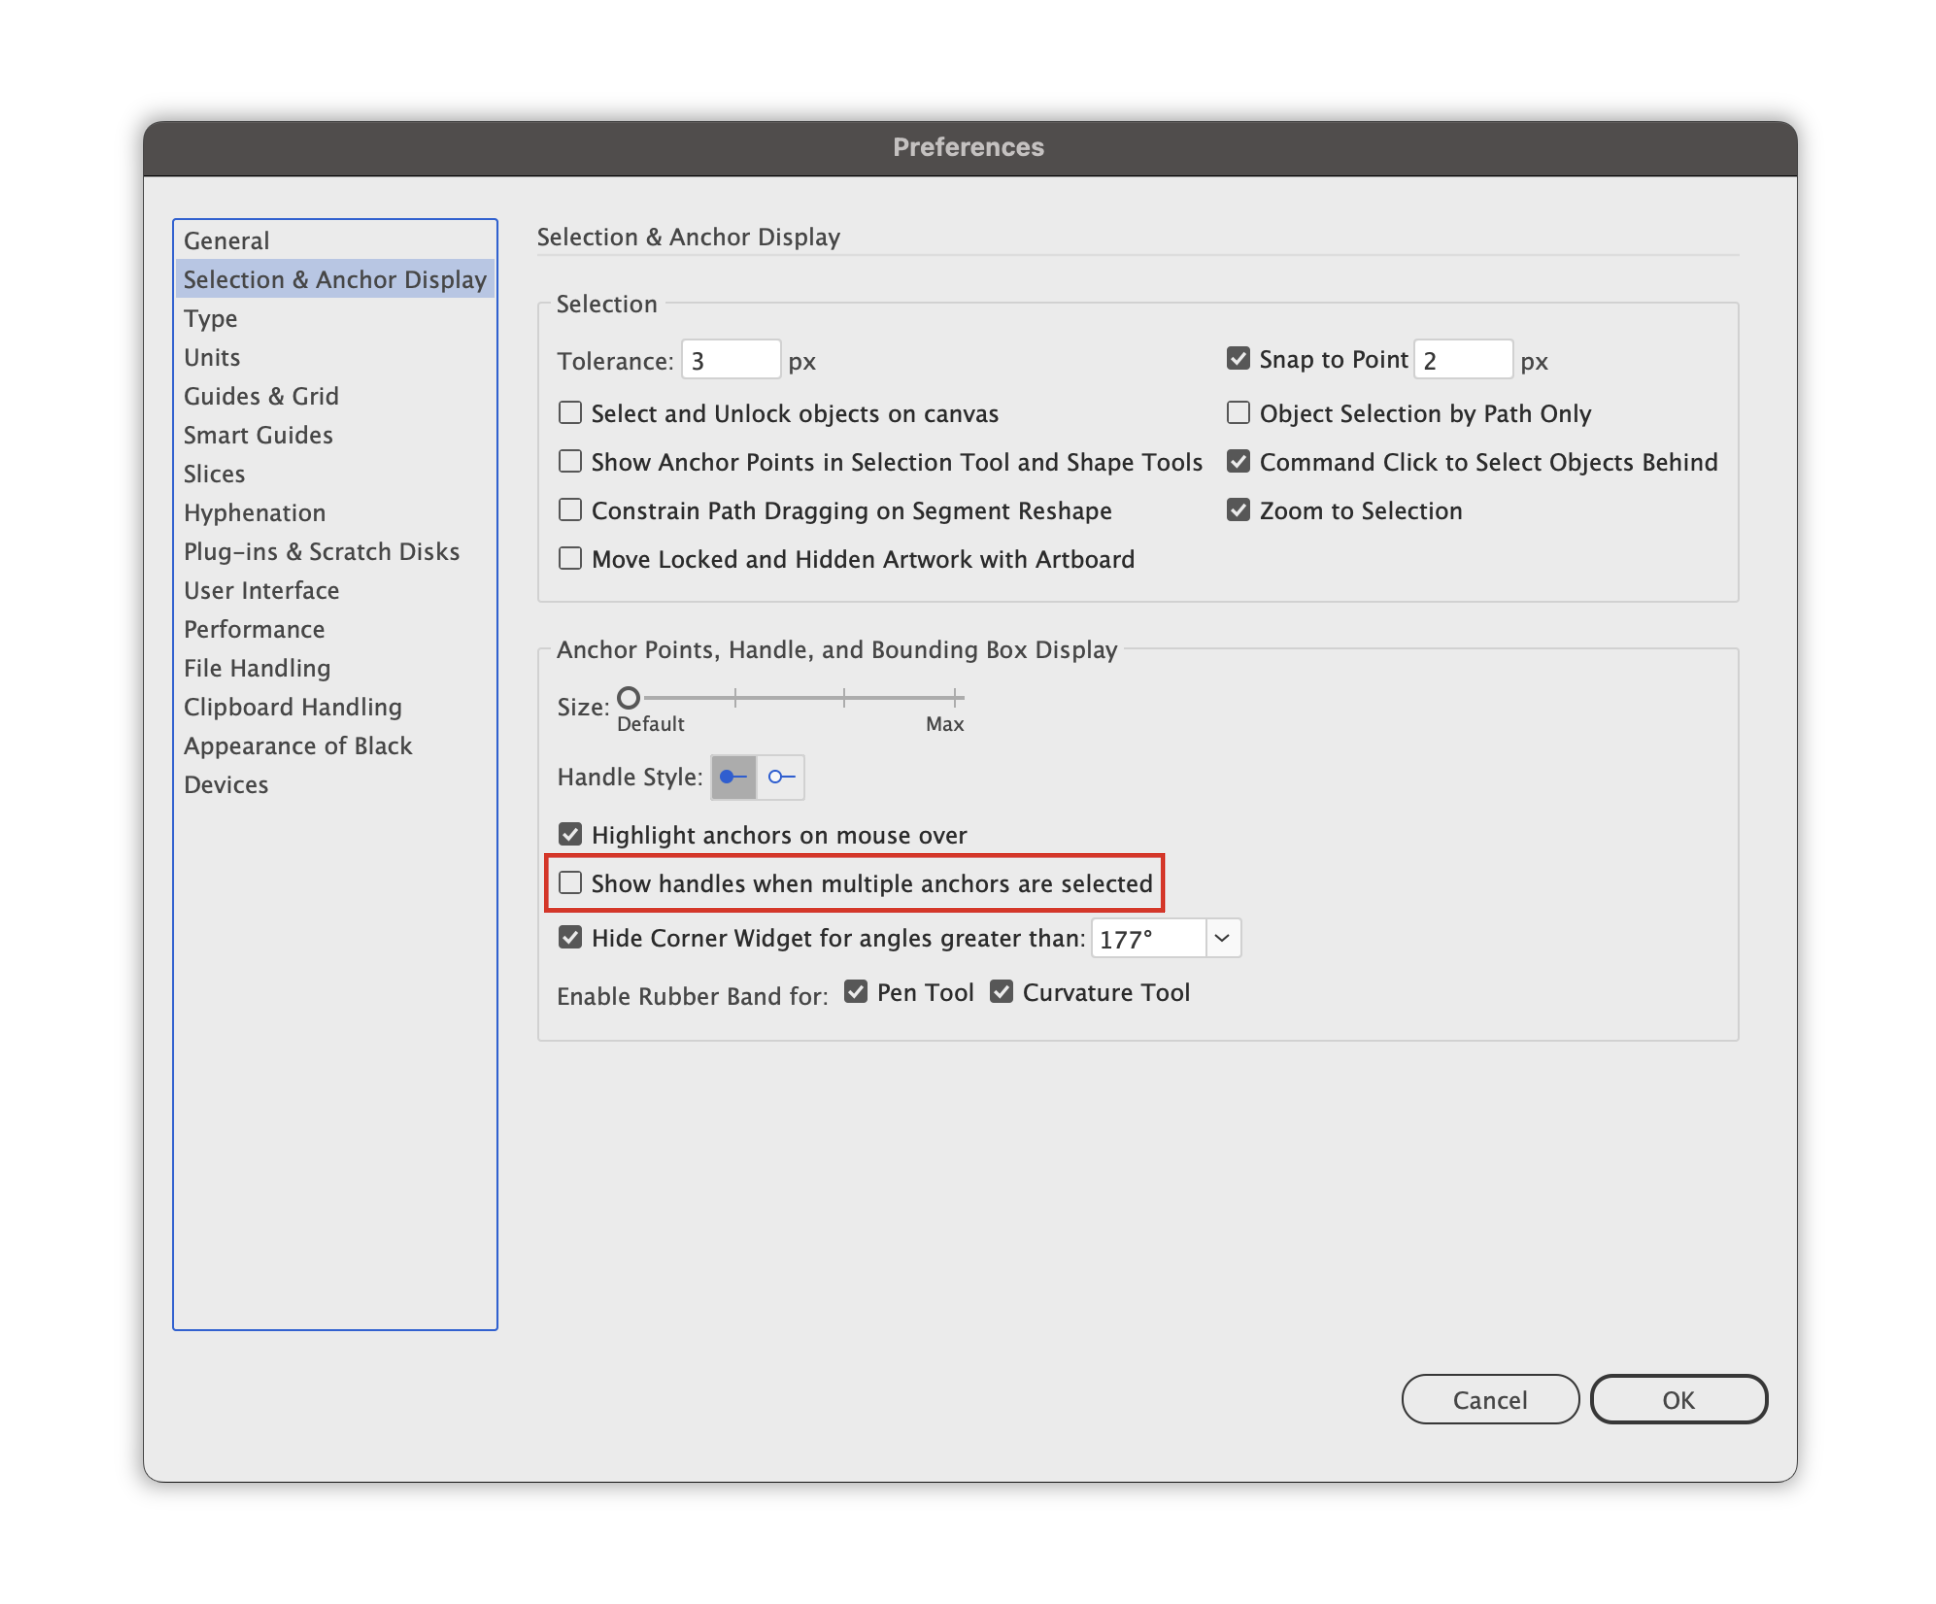 Preferences
General
Selection & Anchor Display
Type
Units
Guides & Grid
Smart Guides
Slices
Hyphenation
Plug-ins & Scratch Disks
User Interface
Performance
File Handling
Clipboard Handling
Appearance of Black
Devices
Selection & Anchor Display
Selection
Tolerance: 3 px
Snap to Point 2 px
Select and Unlock objects on canvas
Object Selection by Path Only
Show Anchor Points in Selection Tool and Shape Tools
Command Click to Select Objects Behind
Constrain Path Dragging on Segment Reshape
Zoom to Selection
Move Locked and Hidden Artwork with Artboard
Anchor Points, Handle, and Bounding Box Display
Size:
Default Max
Handle Style:
Highlight anchors on mouse over
Show handles when multiple anchors are selected
Hide Corner Widget for angles greater than: 177°
Enable Rubber Band for: Pen Tool Curvature Tool
Cancel OK